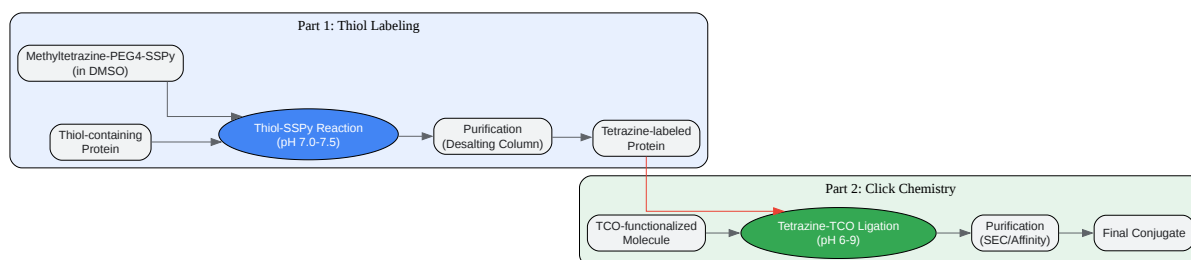 Part 1: Thiol Labeling
Methyltetrazine-PEG4-SSPy
(in DMSO)
Thiol-containing
Protein
Thiol-SSPy Reaction
(pH 7.0-7.5)
Purification
(Desalting Column)
Tetrazine-labeled
Protein
Part 2: Click Chemistry
TCO-functionalized
Molecule
Tetrazine-TCO Ligation
(pH 6-9)
Purification
(SEC/Affinity)
Final Conjugate